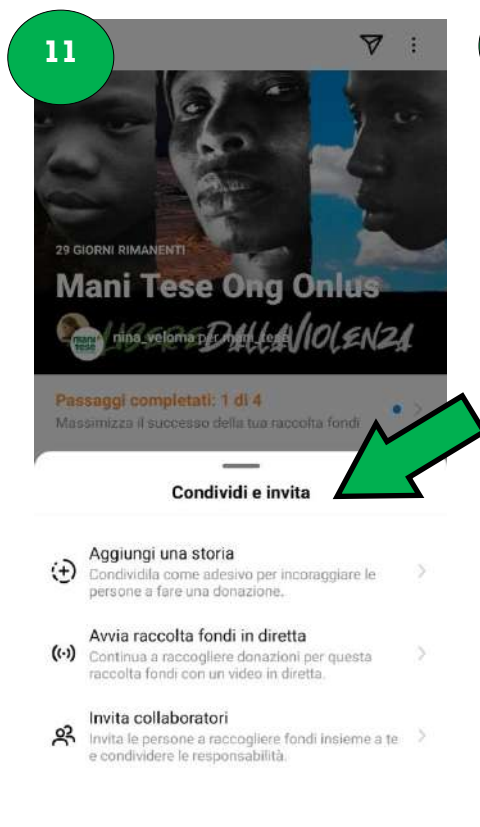 11
29 GIORNI RIMANENTI
Mani Tese Ong Onlus
mani tese
nina_veloma per mani_tese
LIBERE DALLAVIOLENZA
Passaggi completati: 1 di 4
Massimizza il successo della tua raccolta fondi
Condividi e invita
Aggiungi una storia
Condividila come adesivo per incoraggiare le
persone a fare una donazione.
Avvia raccolta fondi in diretta
Continua a raccogliere donazioni per questa
raccolta fondi con un video in diretta.
Invita collaboratori
Invita le persone a raccogliere fondi insieme a te
e condividere le responsabilità.